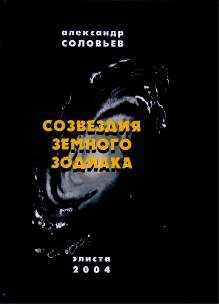 александр
СОЛОВЬЕВ
СОЗВЕЗДИЯ
ЗЕМНОГО
ЗОДИАКА
элиста
2004